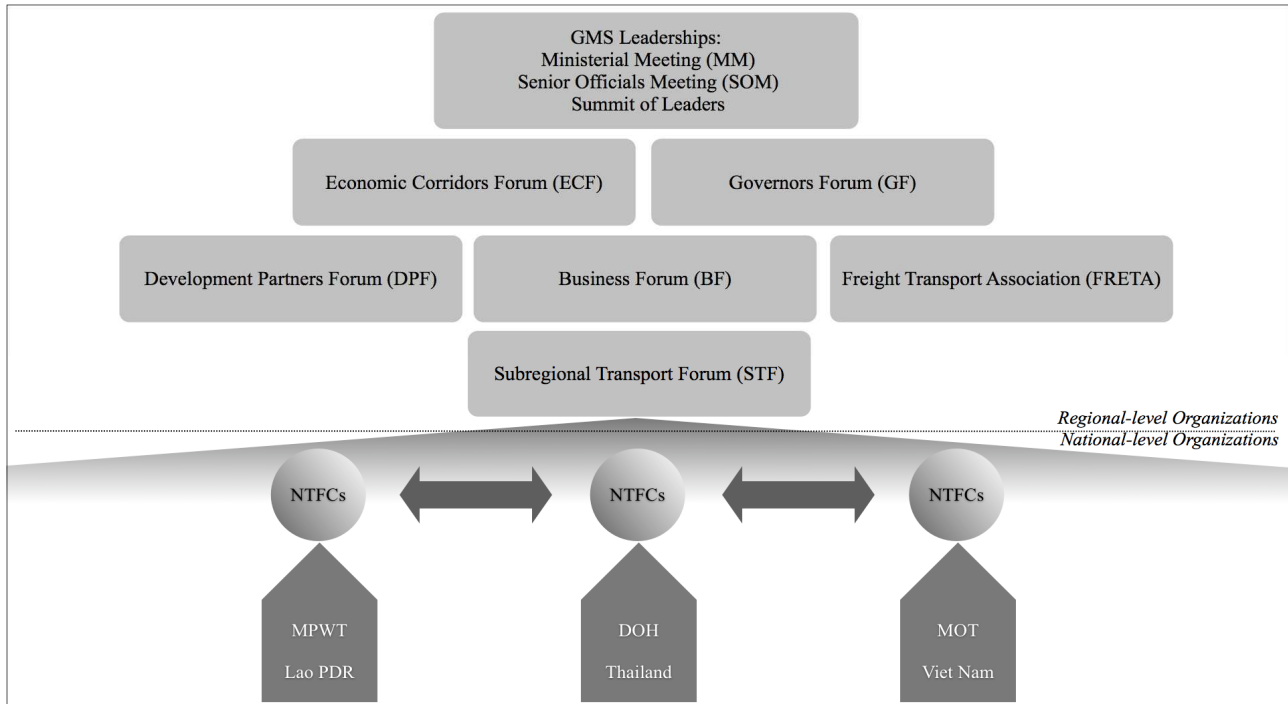 GMS Leaderships:
Ministerial Meeting (MM)
Senior Officials Meeting (SOM)
Summit of Leaders
Economic Corridors Forum (ECF)
Governors Forum (GF)
Development Partners Forum (DPF)
Business Forum (BF)
Freight Transport Association (FRETA)
Subregional Transport Forum (STF)
Regional-level Organizations
National-level Organizations
NTFCs
NTFCs
NTFCs
MPWT
Lao PDR
DOH
Thailand
MOT
Viet Nam